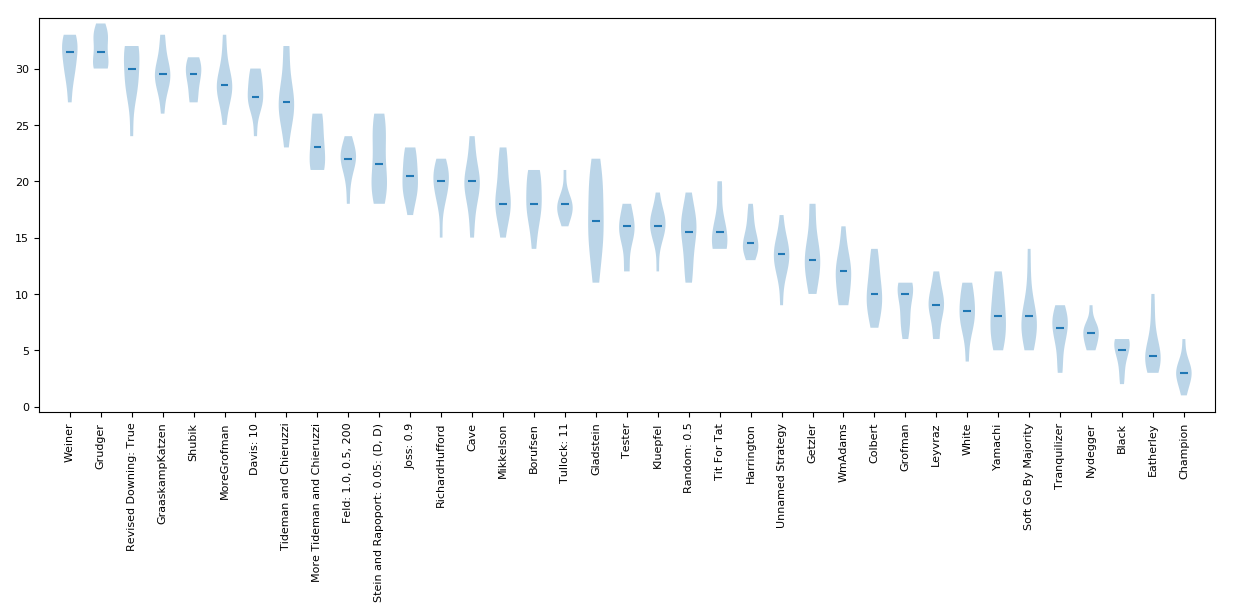 30
25
20
15
10
5
0
Weiner
Grudger
Revised Downing: True
GraaskampKatzen
Shubik
MoreGrofman
Davis: 10
Tideman and Chieruzzi
More Tideman and Chieruzzi
Feld: 1.0, 0.5, 200
Stein and Rapoport: 0.05: (D, D)
Joss: 0.9
RichardHufford
Cave
Mikkelson
Borufsen
Tullock: 11
Gladstein
Tester
Kluepfel
Random: 0.5
Tit For Tat
Harrington
Unnamed Strategy
Getzler
WmAdams
Colbert
Grofman
Leyvraz
White
Yamachi
Soft Go By Majority
Tranquilizer
Nydegger
Black
Eatherley
Champion